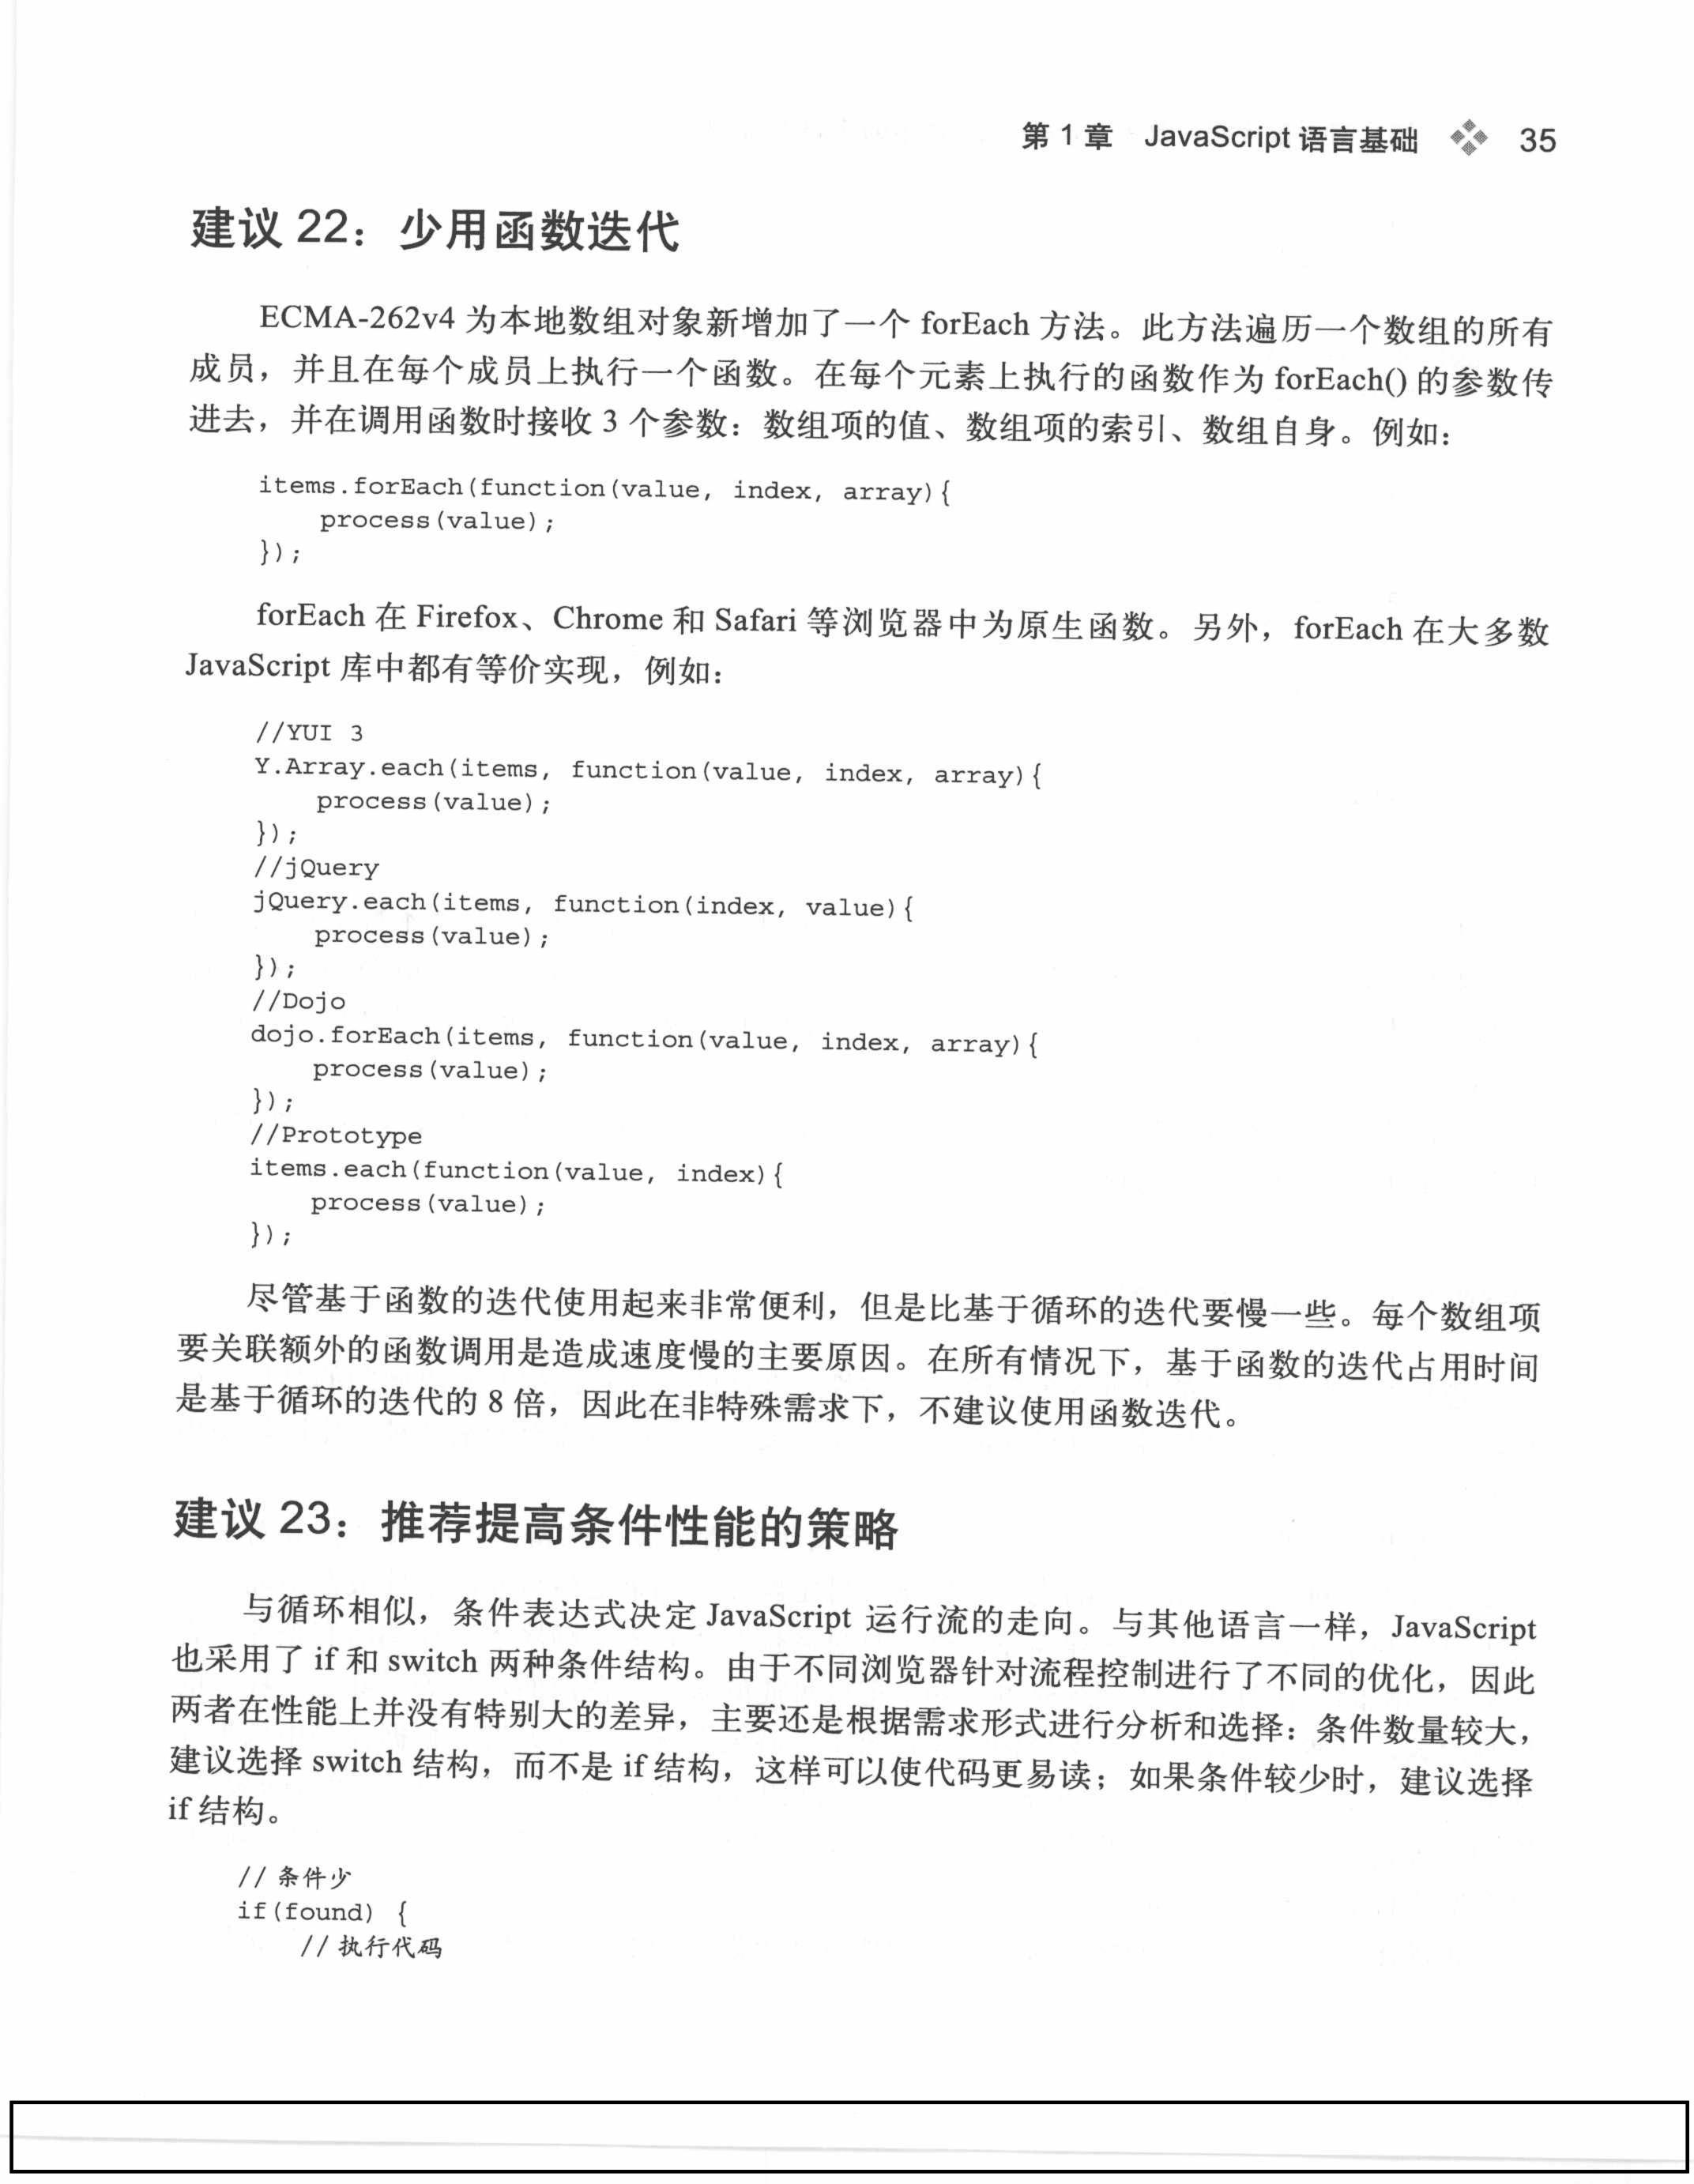 第 1 章 JavaScript 语言基础 35
建议 22：少用函数迭代
ECMA-262v4 为本地数组对象新增加了一个 forEach 方法。此方法遍历一个数组的所有
成员，并且在每个成员上执行一个函数。在每个元素上执行的函数作为 forEach() 的参数传
进去，并在调用函数时接收 3 个参数：数组项的值、数组项的索引、数组自身。例如：
items.forEach(function(value, index, array){
    process(value);
});
forEach 在 Firefox、Chrome 和 Safari 等浏览器中为原生函数。另外，forEach 在大多数
JavaScript 库中都有等价实现，例如：
//YUI 3
Y.Array.each(items, function(value, index, array){
    process(value);
});
//jQuery
jQuery.each(items, function(index, value){
    process(value);
});
//Dojo
dojo.forEach(items, function(value, index, array){
    process(value);
});
//Prototype
items.each(function(value, index){
    process(value);
});
尽管基于函数的迭代使用起来非常便利，但是比基于循环的迭代要慢一些。每个数组项
要关联额外的函数调用是造成速度慢的主要原因。在所有情况下，基于函数的迭代占用时间
是基于循环的迭代的 8 倍，因此在非特殊需求下，不建议使用函数迭代。
建议 23：推荐提高条件性能的策略
与循环相似，条件表达式决定 JavaScript 运行流的走向。与其他语言一样，JavaScript
也采用了 if 和 switch 两种条件结构。由于不同浏览器针对流程控制进行了不同的优化，因此
两者在性能上并没有特别大的差异，主要还是根据需求形式进行分析和选择：条件数量较大，
建议选择 switch 结构，而不是 if 结构，这样可以使代码更易读；如果条件较少时，建议选择
if 结构。
// 条件少
if(found) {
    // 执行代码